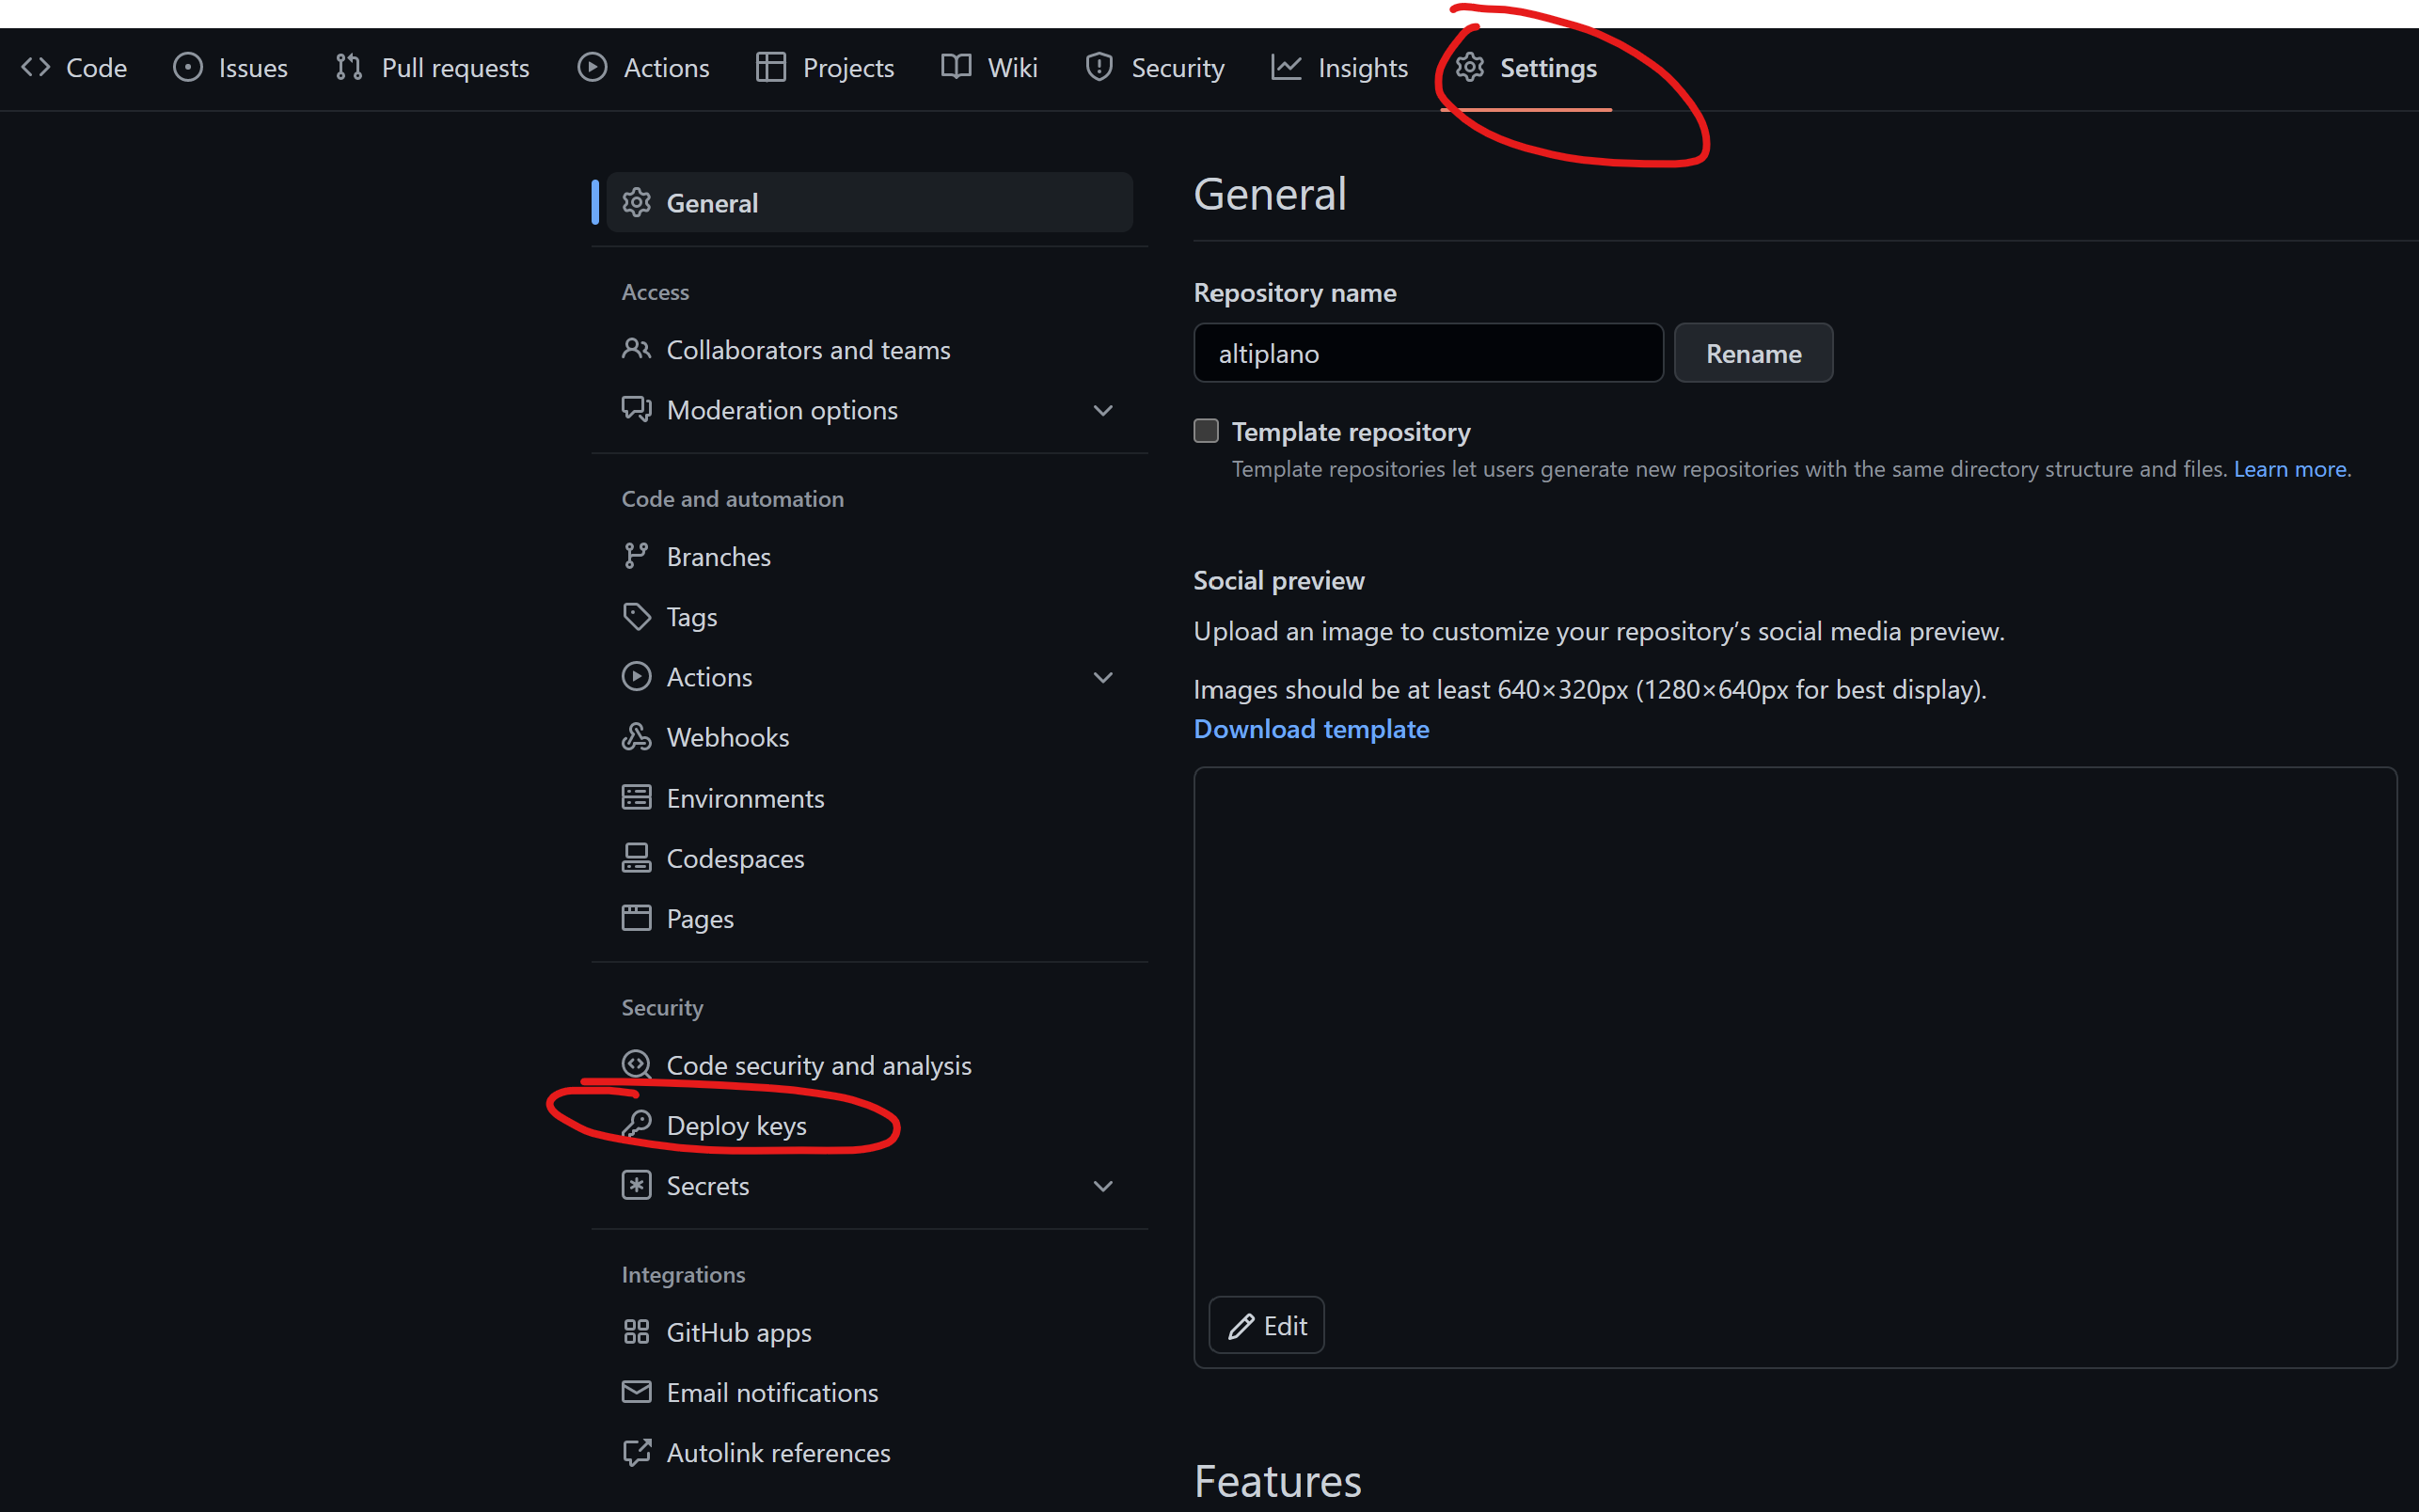 Code Issues Pull requests Actions Projects Wiki Security Insights Settings
General
Access
Collaborators and teams
Moderation options
Code and automation
Branches
Tags
Actions
Webhooks
Environments
Codespaces
Pages
Security
Code security and analysis
Deploy keys
Secrets
Integrations
GitHub apps
Email notifications
Autolink references
General
Repository name
altiplano Rename
Template repository
Template repositories let users generate new repositories with the same directory structure and files. Learn more.
Social preview
Upload an image to customize your repository’s social media preview.
Images should be at least 640×320px (1280×640px for best display).
Download template
Edit
Features